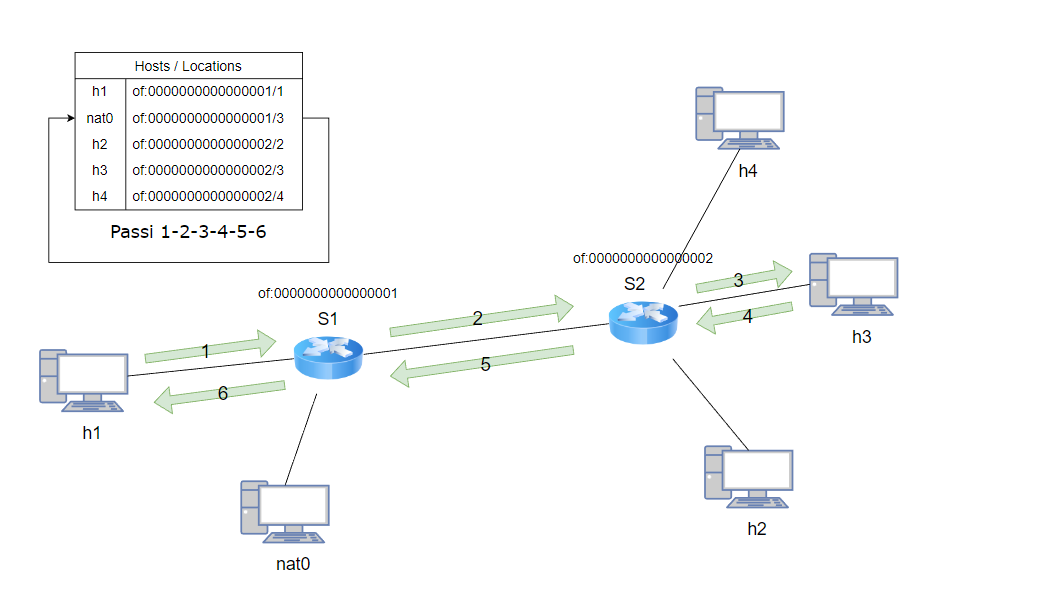 Hosts / Locations
h1 of:0000000000000001/1
nat0 of:0000000000000001/3
h2 of:0000000000000002/2
h3 of:0000000000000002/3
h4 of:0000000000000002/4
Passi 1-2-3-4-5-6
h4
of:0000000000000002
S2
3
4
h3
of:0000000000000001
S1
2
5
1
6
h1
h2
nat0